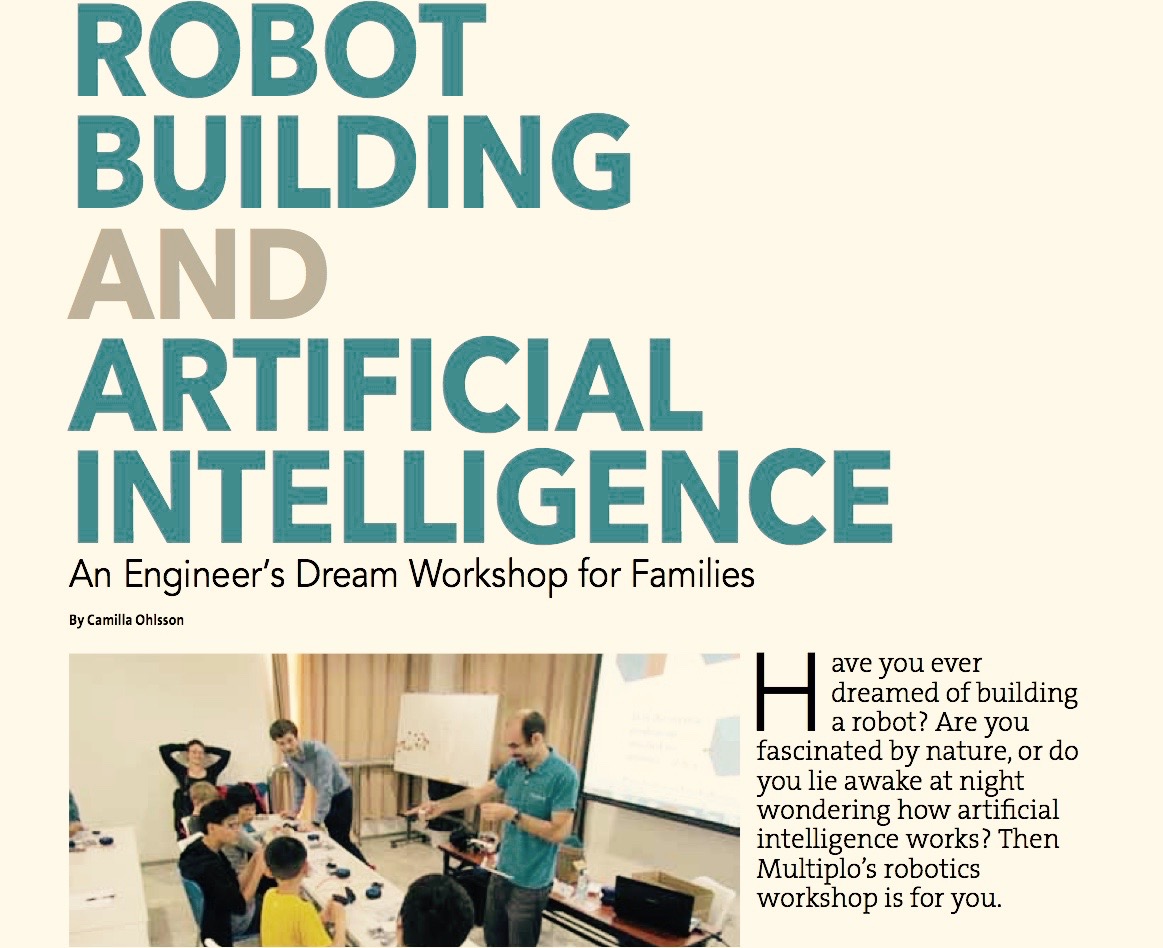 ROBOT
BUILDING
AND
ARTIFICIAL
INTELLIGENCE
An Engineer's Dream Workshop for Families
By Camilla Ohlsson
Have you ever
dreamed of building
a robot? Are you
fascinated by nature, or do
you lie awake at night
wondering how artificial
intelligence works? Then
Multiplo's robotics
workshop is for you.